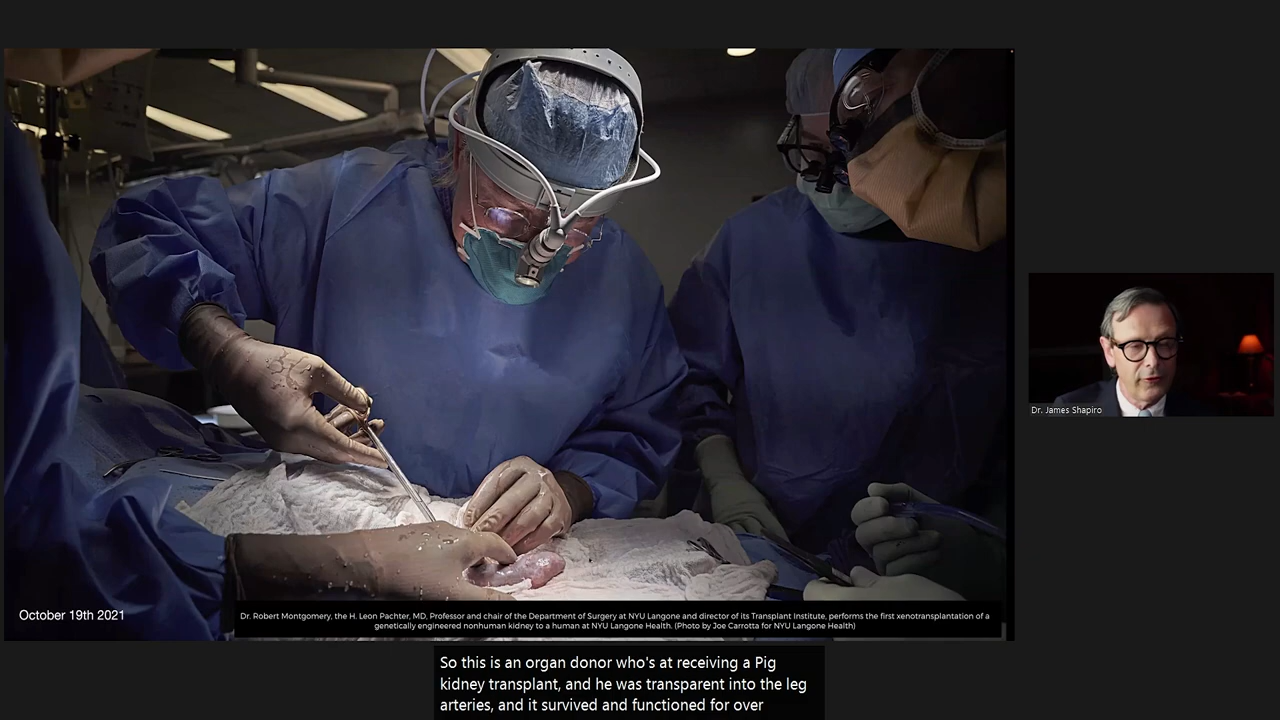 October 19th 2021
Dr. Robert Montgomery, the H. Leon Pachter, MD, Professor and chair of the Department of Surgery at NYU Langone and director of its Transplant Institute, performs the first xenotransplantation of a
genetically engineered nonhuman kidney to a human at NYU Langone Health. (Photo by Joe Carrotta for NYU Langone Health)
Dr. James Shapiro
So this is an organ donor who's at receiving a Pig
kidney transplant, and he was transparent into the leg
arteries, and it survived and functioned for over